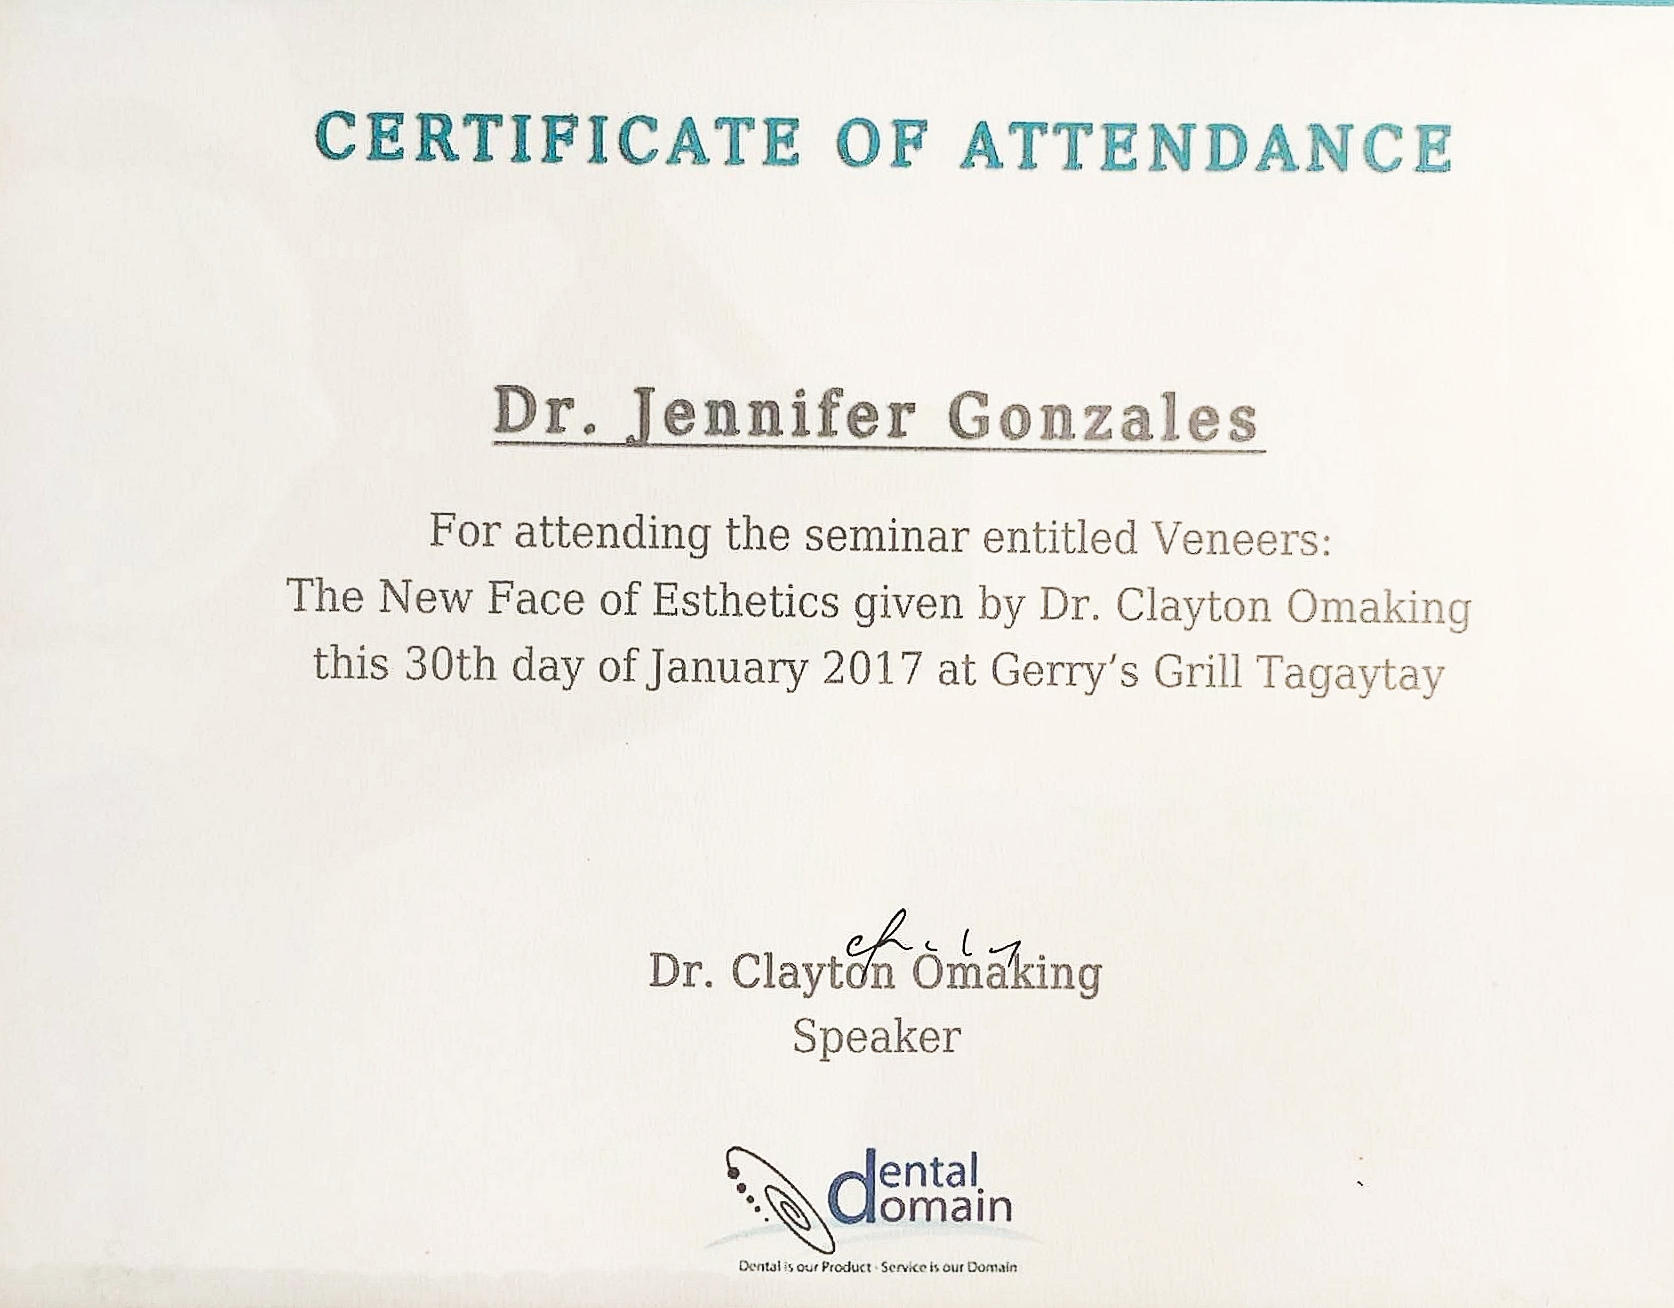 CERTIFICATE OF ATTENDANCE
Dr. Jennifer Gonzales
For attending the seminar entitled Veneers:
The New Face of Esthetics given by Dr. Clayton Omaking
this 30th day of January 2017 at Gerry's Grill Tagaytay
Dr. Clayton Omaking
Speaker
dental
domain
Dental is our Product · Service is our Domain